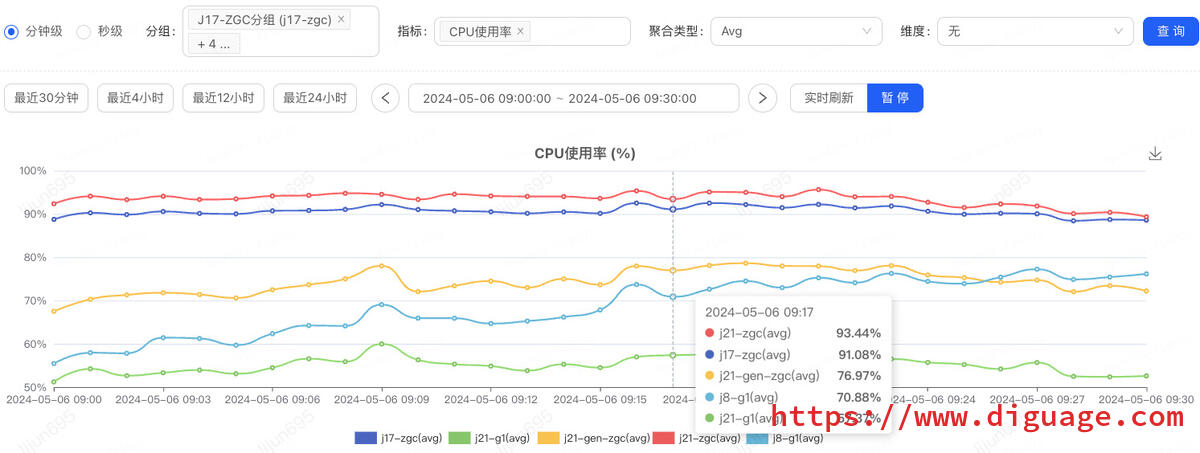 分钟级 秒级 分组: J17-ZGC分组 (j17-zgc) × 指标: CPU使用率 × 聚合类型: Avg 维度: 无 查 询
+ 4 ...
最近30分钟 最近4小时 最近12小时 最近24小时 < 2024-05-06 09:00:00 ~ 2024-05-06 09:30:00 > 实时刷新 暂 停
CPU使用率 (%)
100%
90%
80%
70%
60%
50%
2024-05-06 09:17
j21-zgc(avg) 93.44%
j17-zgc(avg) 91.08%
j21-gen-zgc(avg) 76.97%
j8-g1(avg) 70.88%
j21-g1(avg) 57.37%
2024-05-06 09:00 2024-05-06 09:03 2024-05-06 09:06 2024-05-06 09:09 2024-05-06 09:12 2024-05-06 09:15 2024-05-06 09:24 2024-05-06 09:27 2024-05-06 09:30
https://www.diguage.com
j17-zgc(avg) j21-g1(avg) j21-gen-zgc(avg) j21-zgc(avg) j8-g1(avg)
lijun695